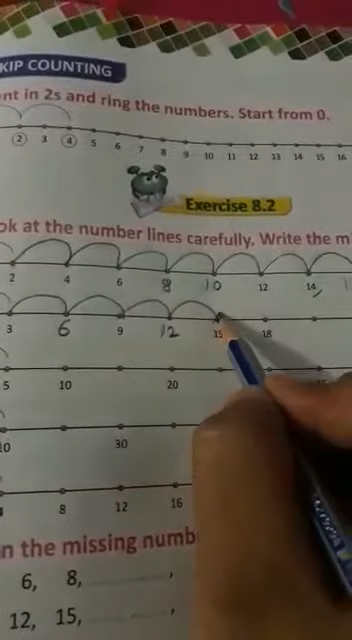 KIP COUNTING
nt in 2s and ring the numbers. Start from 0.
2 3 4 5 6 7 8 9 10 11 12 13 14 15 16
Exercise 8.2
ok at the number lines carefully. Write the m
2 4 6 8 10 12 14
3 6 9 12 15 18
5 10 20
10 30
8 12 16
n the missing numb
6, 8, ,
12, 15, ,